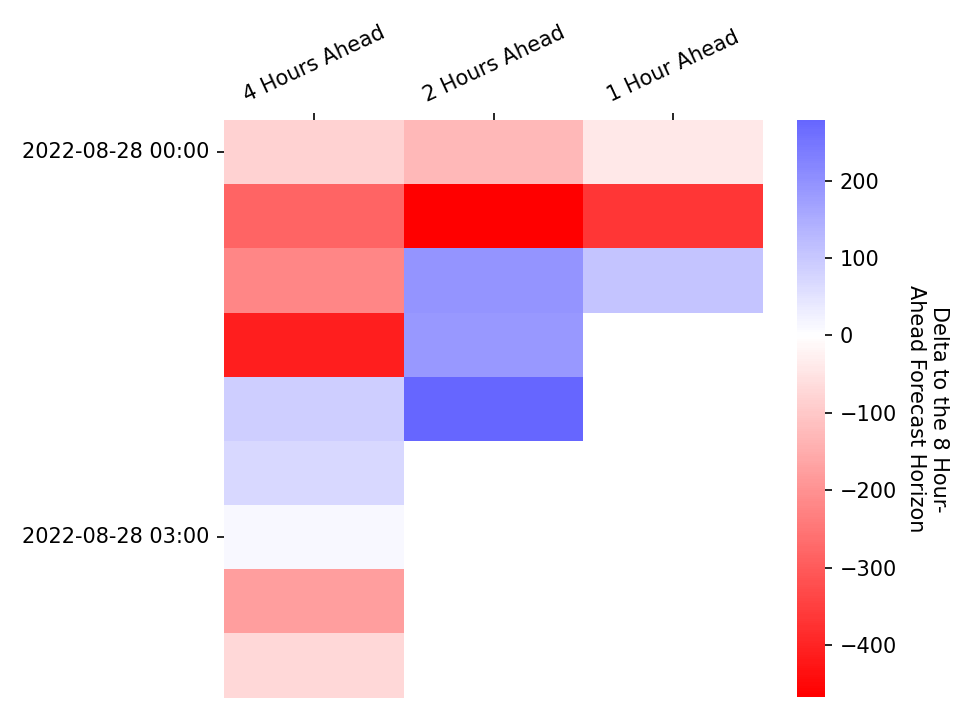 4 Hours Ahead
2 Hours Ahead
1 Hour Ahead
2022-08-28 00:00
2022-08-28 03:00
200
100
0
−100
−200
−300
−400
Delta to the 8 Hour-
Ahead Forecast Horizon